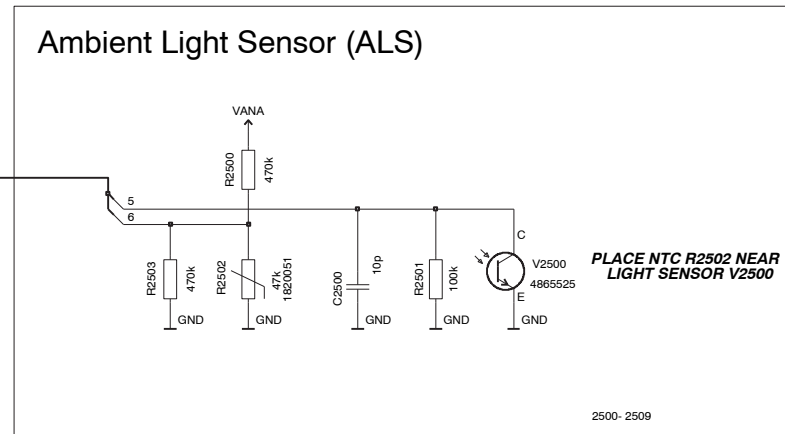 Ambient Light Sensor (ALS)
VANA
R2500
470k
5
6
R2503
470k
R2502
47k
1820051
C2500
10p
R2501
100k
C
V2500
4865525
E
PLACE NTC R2502 NEAR
LIGHT SENSOR V2500
GND
GND
GND
GND
GND
2500- 2509